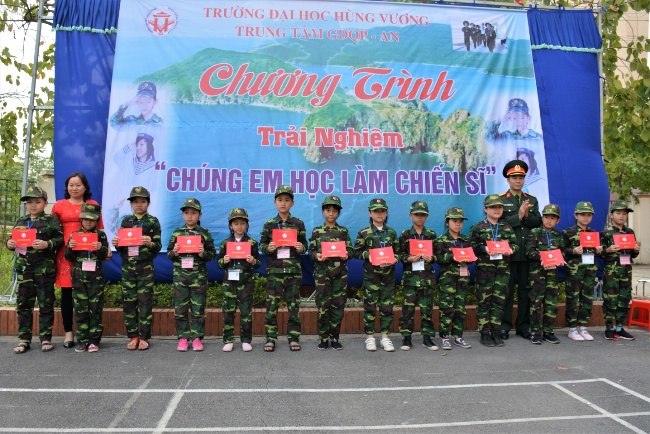 TRƯỜNG ĐẠI HỌC HÙNG VƯƠNG
TRUNG TÂM GDQP - AN
Chương Trình
Trải Nghiệm
"CHÚNG EM HỌC LÀM CHIẾN SĨ"